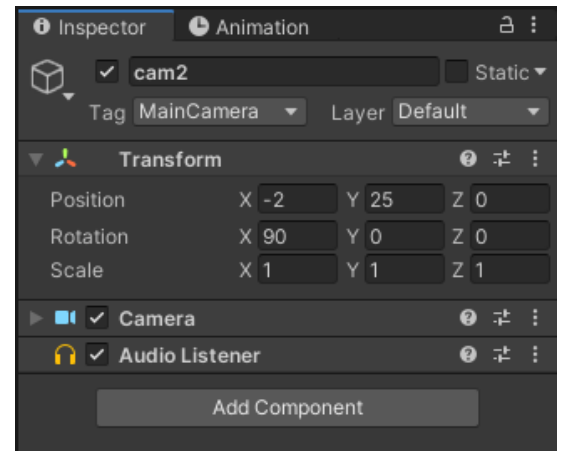 Inspector Animation
cam2 Static
Tag MainCamera Layer Default
Transform
Position X -2 Y 25 Z 0
Rotation X 90 Y 0 Z 0
Scale X 1 Y 1 Z 1
Camera
Audio Listener
Add Component